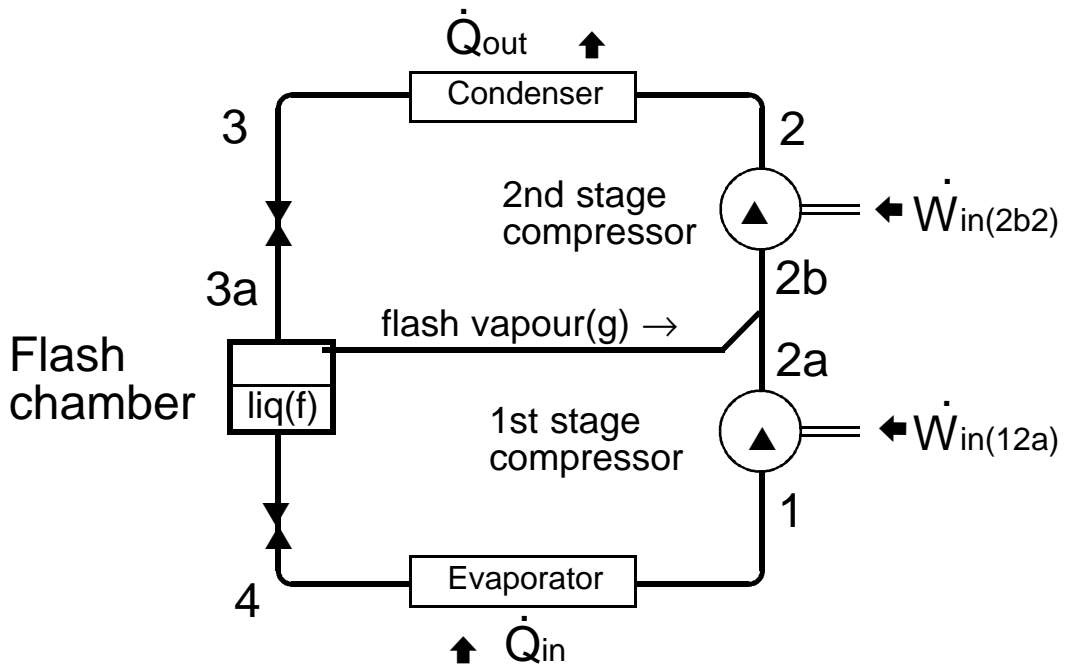 Q̇out
Condenser
3
2
2nd stage
compressor
Ẇin(2b2)
3a
2b
flash vapour(g) →
Flash
chamber
liq(f)
2a
1st stage
compressor
Ẇin(12a)
1
Evaporator
4
Q̇in